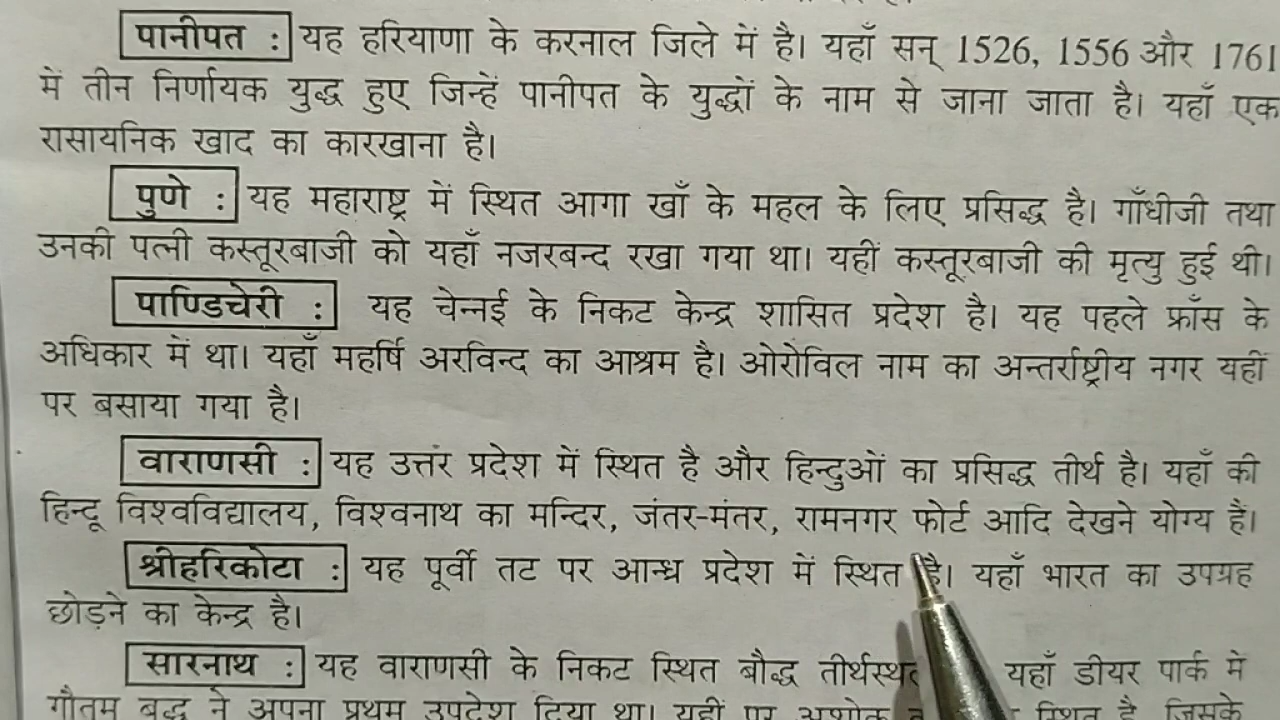 पानीपत : यह हरियाणा के करनाल जिले में है। यहाँ सन् 1526, 1556 और 1761
में तीन निर्णायक युद्ध हुए जिन्हें पानीपत के युद्धों के नाम से जाना जाता है। यहाँ एक
रासायनिक खाद का कारखाना है।
पुणे : यह महाराष्ट्र में स्थित आगा खाँ के महल के लिए प्रसिद्ध है। गाँधीजी तथा
उनकी पत्नी कस्तूरबाजी को यहाँ नजरबन्द रखा गया था। यहीं कस्तूरबाजी की मृत्यु हुई थी।
पाण्डिचेरी : यह चेन्नई के निकट केन्द्र शासित प्रदेश है। यह पहले फ्राँस के
अधिकार में था। यहाँ महर्षि अरविन्द का आश्रम है। ओरोविल नाम का अन्तर्राष्ट्रीय नगर यहीं
पर बसाया गया है।
वाराणसी : यह उत्तर प्रदेश में स्थित है और हिन्दुओं का प्रसिद्ध तीर्थ है। यहाँ की
हिन्दू विश्वविद्यालय, विश्वनाथ का मन्दिर, जंतर-मंतर, रामनगर फोर्ट आदि देखने योग्य है।
श्रीहरिकोटा : यह पूर्वी तट पर आन्ध्र प्रदेश में स्थित है। यहाँ भारत का उपग्रह
छोड़ने का केन्द्र है।
सारनाथ : यह वाराणसी के निकट स्थित बौद्ध यहाँ डीयर पार्क में
गौतम बुद्ध ने अपना प्रथम उपदेश दिया था। यहीं पर अशोक स्थित है जिसके